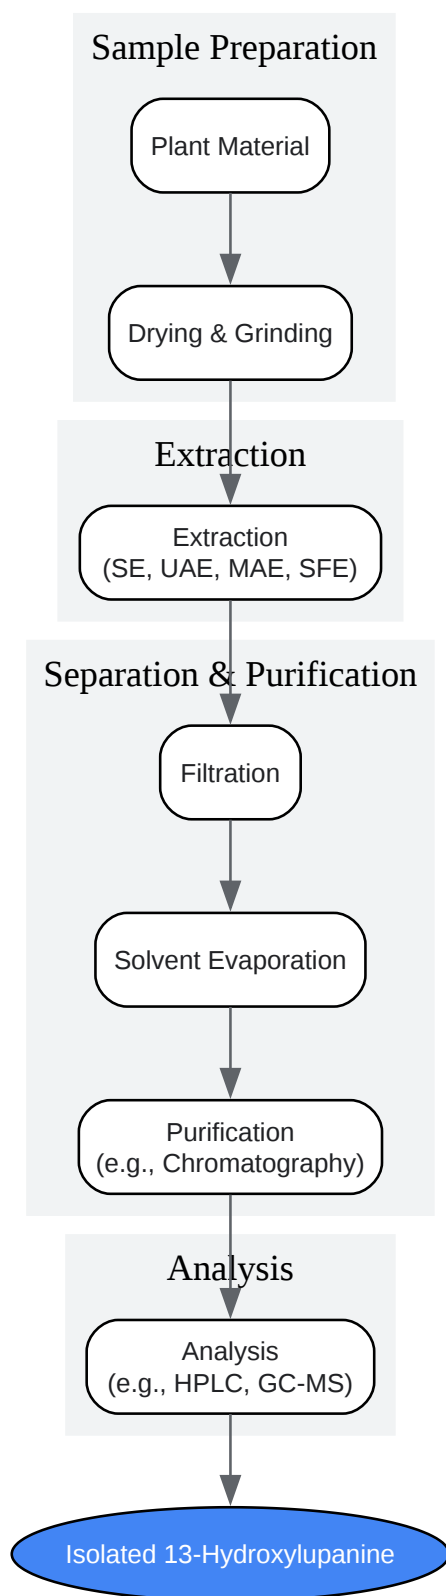 Sample Preparation
Plant Material
Drying & Grinding
Extraction
Extraction
(SE, UAE, MAE, SFE)
Separation & Purification
Filtration
Solvent Evaporation
Purification
(e.g., Chromatography)
Analysis
Analysis
(e.g., HPLC, GC-MS)
Isolated 13-Hydroxylupanine